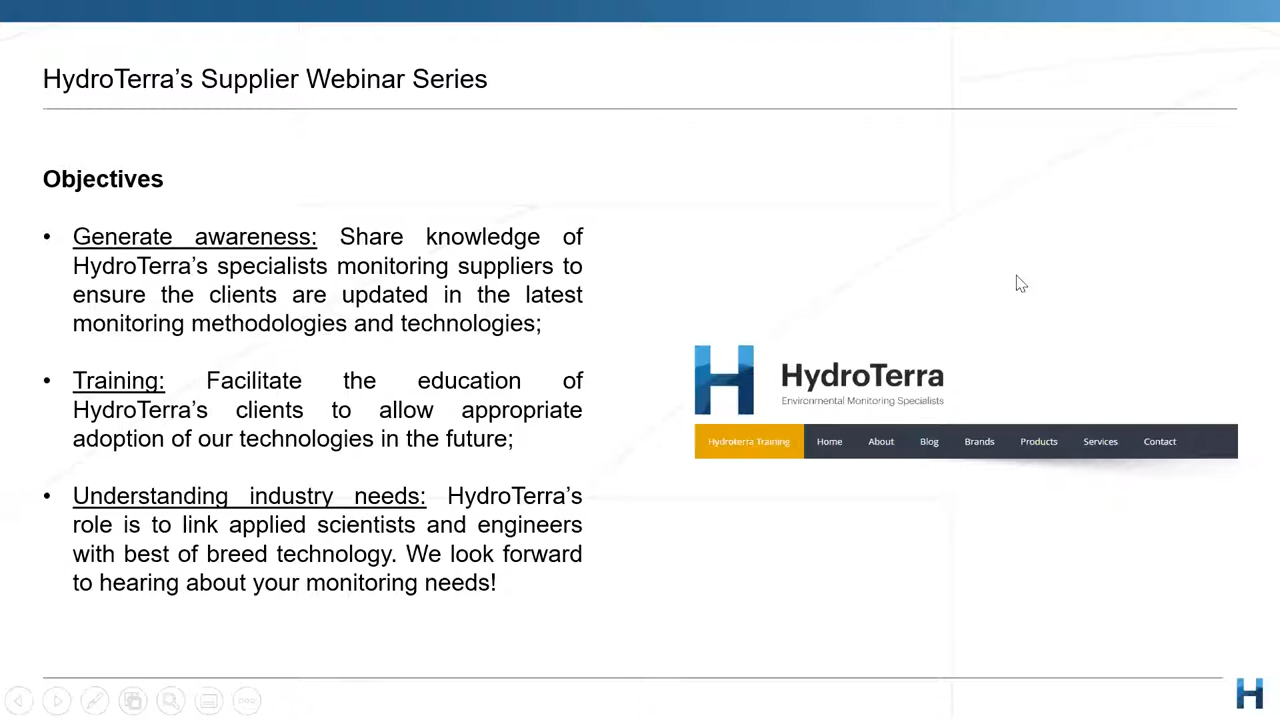 HydroTerra’s Supplier Webinar Series
Objectives
• Generate awareness: Share knowledge of
HydroTerra’s specialists monitoring suppliers to
ensure the clients are updated in the latest
monitoring methodologies and technologies;
• Training: Facilitate the education of
HydroTerra’s clients to allow appropriate
adoption of our technologies in the future;
• Understanding industry needs: HydroTerra’s
role is to link applied scientists and engineers
with best of breed technology. We look forward
to hearing about your monitoring needs!
HydroTerra
Environmental Monitoring Specialists
Hydroterra Training Home About Blog Brands Products Services Contact